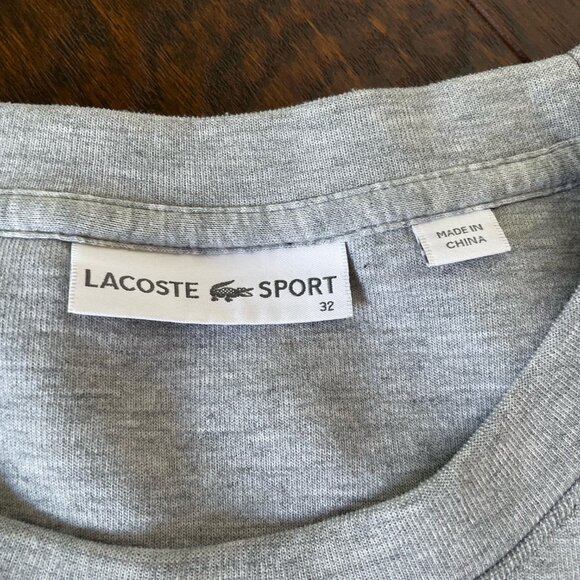 LACOSTE SPORT
32
MADE IN
CHINA